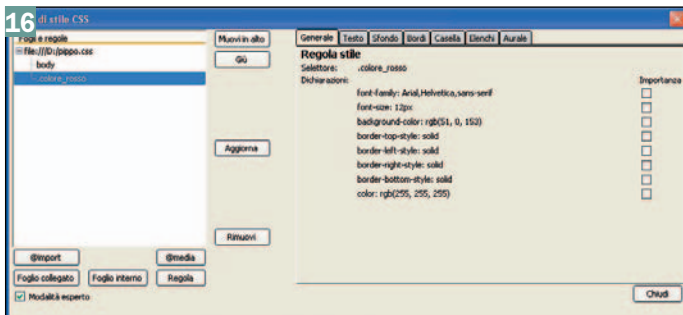 16
di stile CSS
Fogli e regole
file:///D:/pippo.css
body
.colore_rosso
@import
@media
Foglio collegato
Foglio interno
Regola
Modalità esperto
Muovi in alto
Giù
Aggiorna
Rimuovi
Generale Testo Sfondo Bordi Casella Elenchi Aurale
Regola stile
Selettore: .colore_rosso
Dichiarazioni: Importanza
font-family: Arial,Helvetica,sans-serif
font-size: 12px
background-color: rgb(51, 0, 153)
border-top-style: solid
border-left-style: solid
border-right-style: solid
border-bottom-style: solid
color: rgb(255, 255, 255)
Chiudi